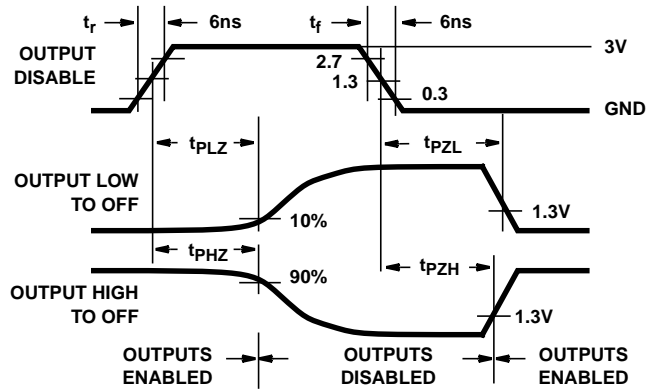 tr 6ns tf 6ns
OUTPUT
DISABLE
2.7
1.3
0.3
3V
GND
tPLZ tPZL
OUTPUT LOW
TO OFF
10%
1.3V
tPHZ tPZH
OUTPUT HIGH
TO OFF
90%
1.3V
OUTPUTS
ENABLED
OUTPUTS
DISABLED
OUTPUTS
ENABLED